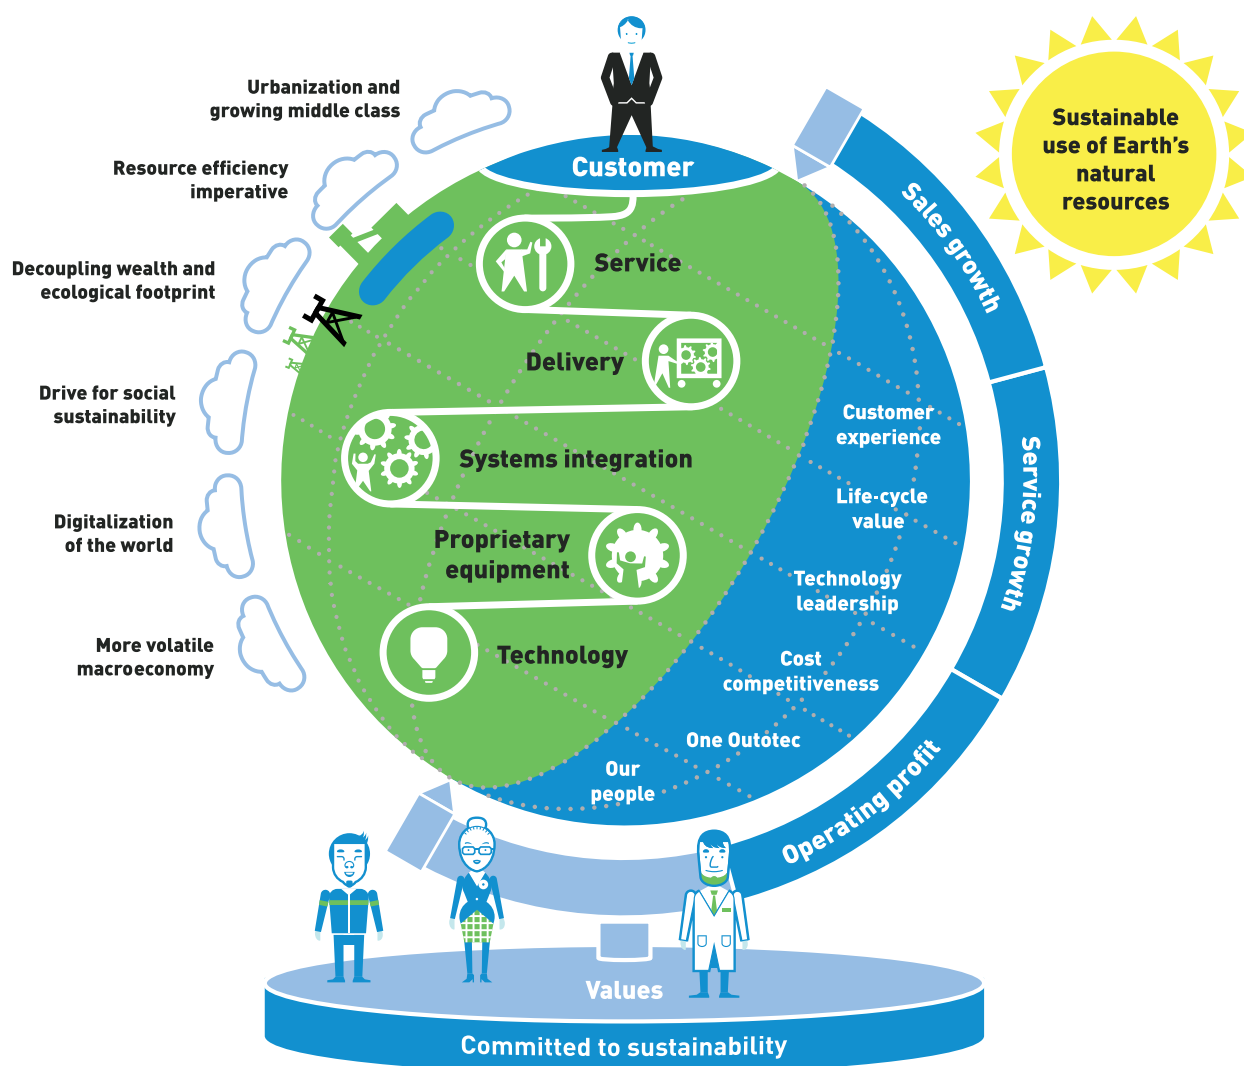 Urbanization and
growing middle class
Resource efficiency
imperative
Decoupling wealth and
ecological footprint
Drive for social
sustainability
Digitalization
of the world
More volatile
macroeconomy
Customer
Service
Delivery
Systems integration
Proprietary
equipment
Technology
Customer
experience
Life-cycle
value
Technology
leadership
Cost
competitiveness
One Outotec
Our
people
Sales growth
Service growth
Operating profit
Sustainable
use of Earth's
natural
resources
Values
Committed to sustainability